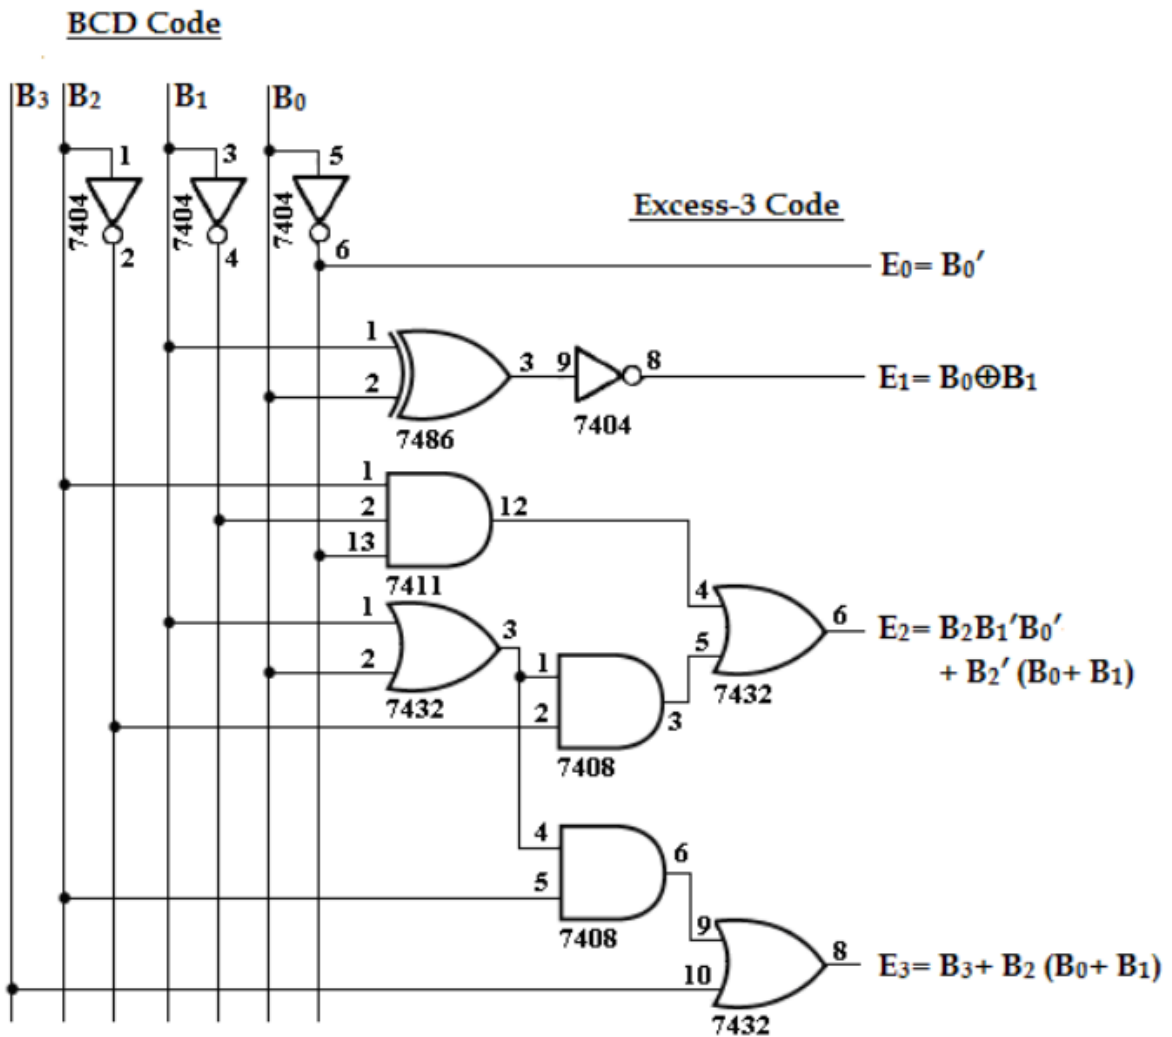 BCD Code
B₃ B₂ B₁ B₀
1 3 5
7404 7404 7404
2 4 6
Excess-3 Code
E₀= B₀′
1
2
3 9 8
7486
7404
E₁= B₀⊕B₁
1
2
13
12
7411
1
2
3
7432
4
5
6
7432
E₂= B₂B₁′B₀′
+ B₂′ (B₀+ B₁)
1
2
3
7408
4
5
6
7408
9
10
8
7432
E₃= B₃+ B₂ (B₀+ B₁)